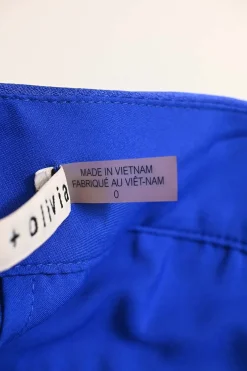 MADE IN VIETNAM
FABRIQUÉ AU VIÊT-NAM
0
+ olivia